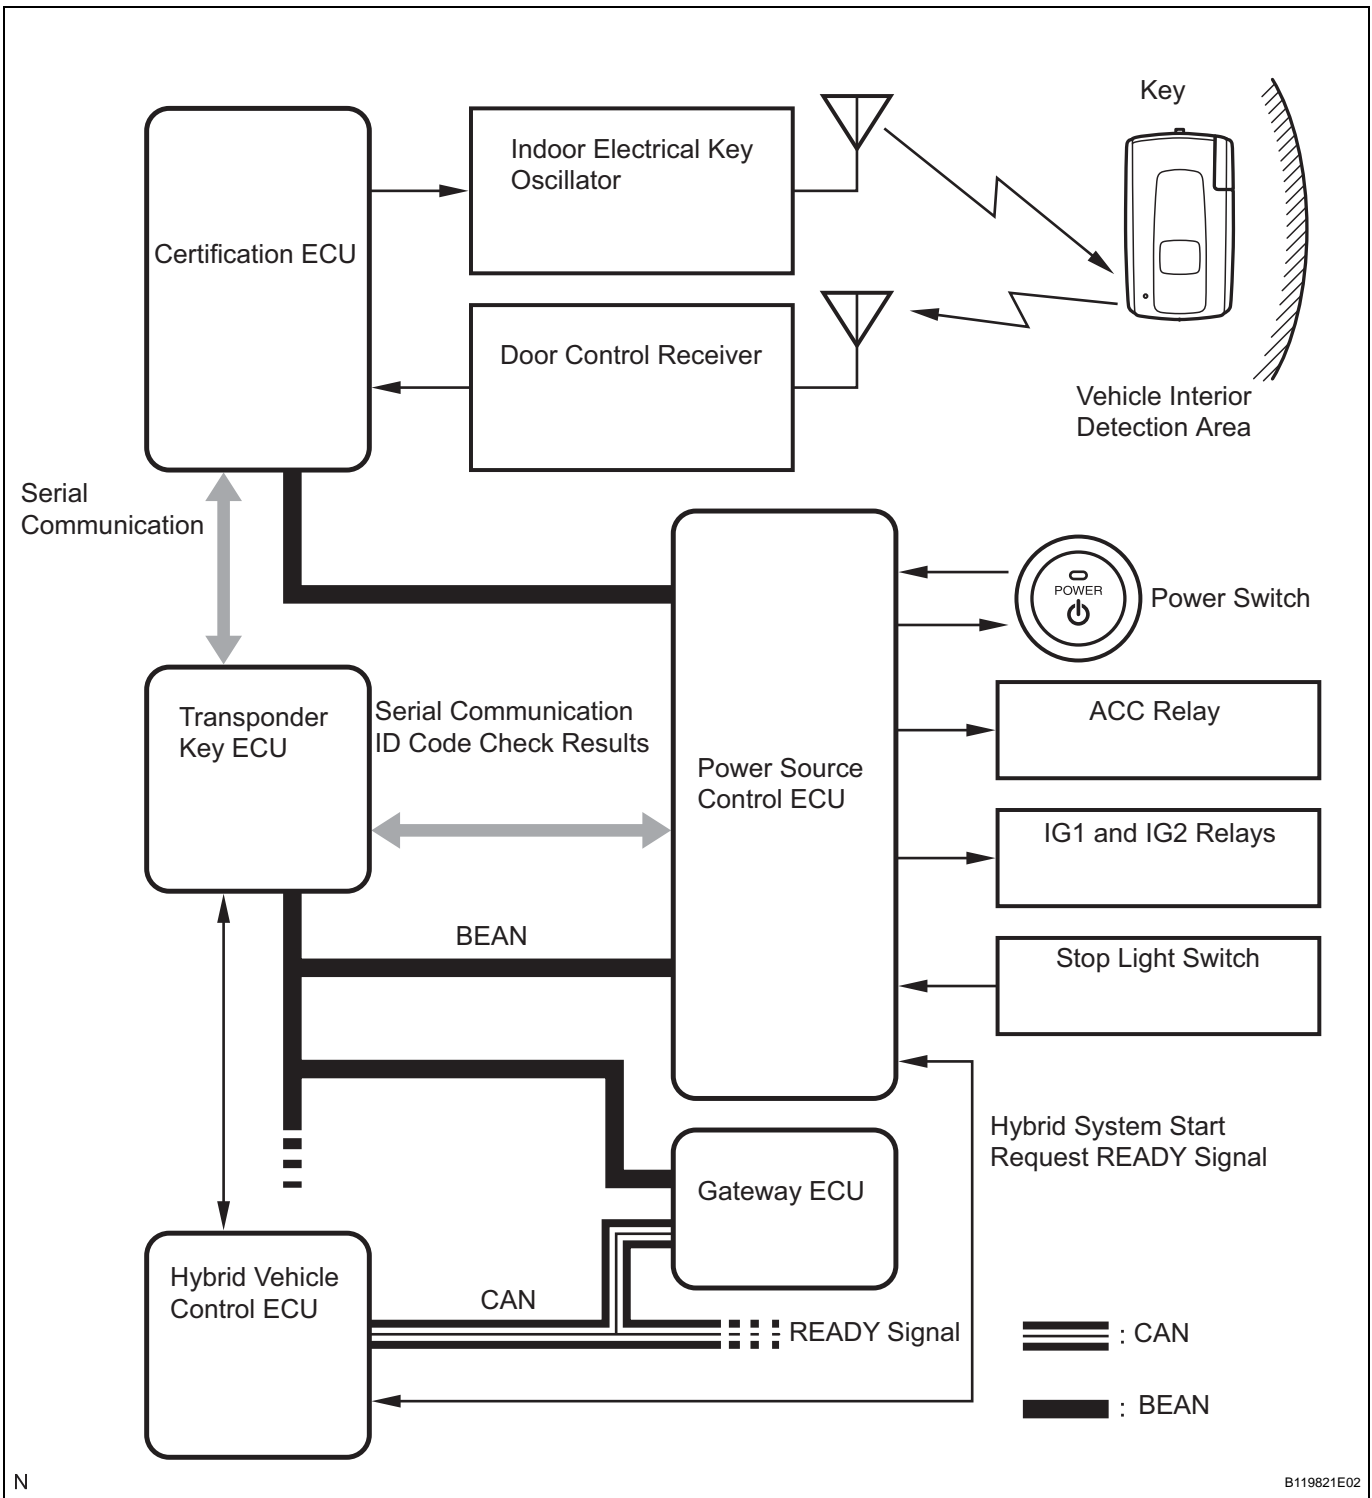 Key
Indoor Electrical Key
Oscillator
Certification ECU
Door Control Receiver
Vehicle Interior
Detection Area
Serial
Communication
POWER
Power Switch
Transponder
Key ECU
Serial Communication
ID Code Check Results
ACC Relay
Power Source
Control ECU
IG1 and IG2 Relays
BEAN
Stop Light Switch
Hybrid System Start
Request READY Signal
Gateway ECU
Hybrid Vehicle
Control ECU
CAN
READY Signal
: CAN
: BEAN
N
B119821E02